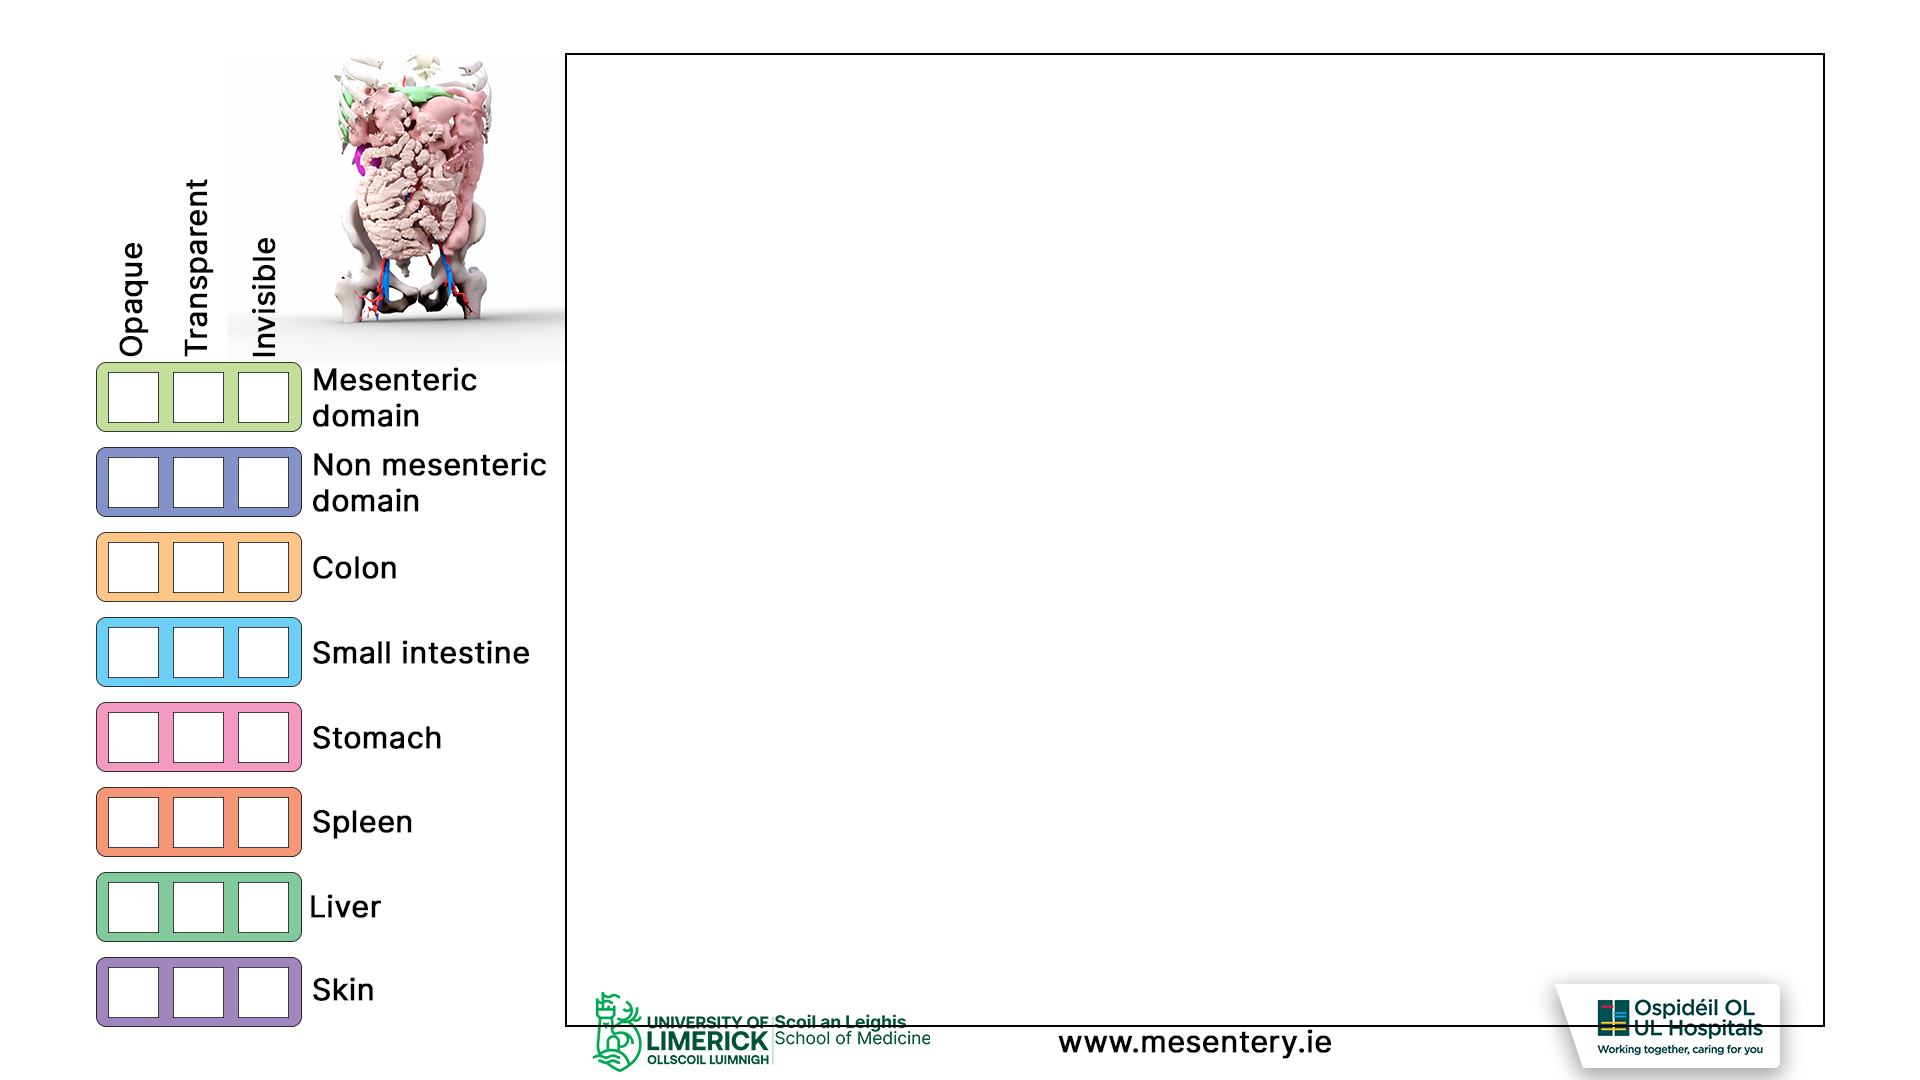 Opaque
Transparent
Invisible
Mesenteric
domain
Non mesenteric
domain
Colon
Small intestine
Stomach
Spleen
Liver
Skin
UNIVERSITY OF
LIMERICK
OLLSCOIL LUIMNIGH
Scoil an Leighis
School of Medicine
www.mesentery.ie
Ospidéil OL
UL Hospitals
Working together, caring for you